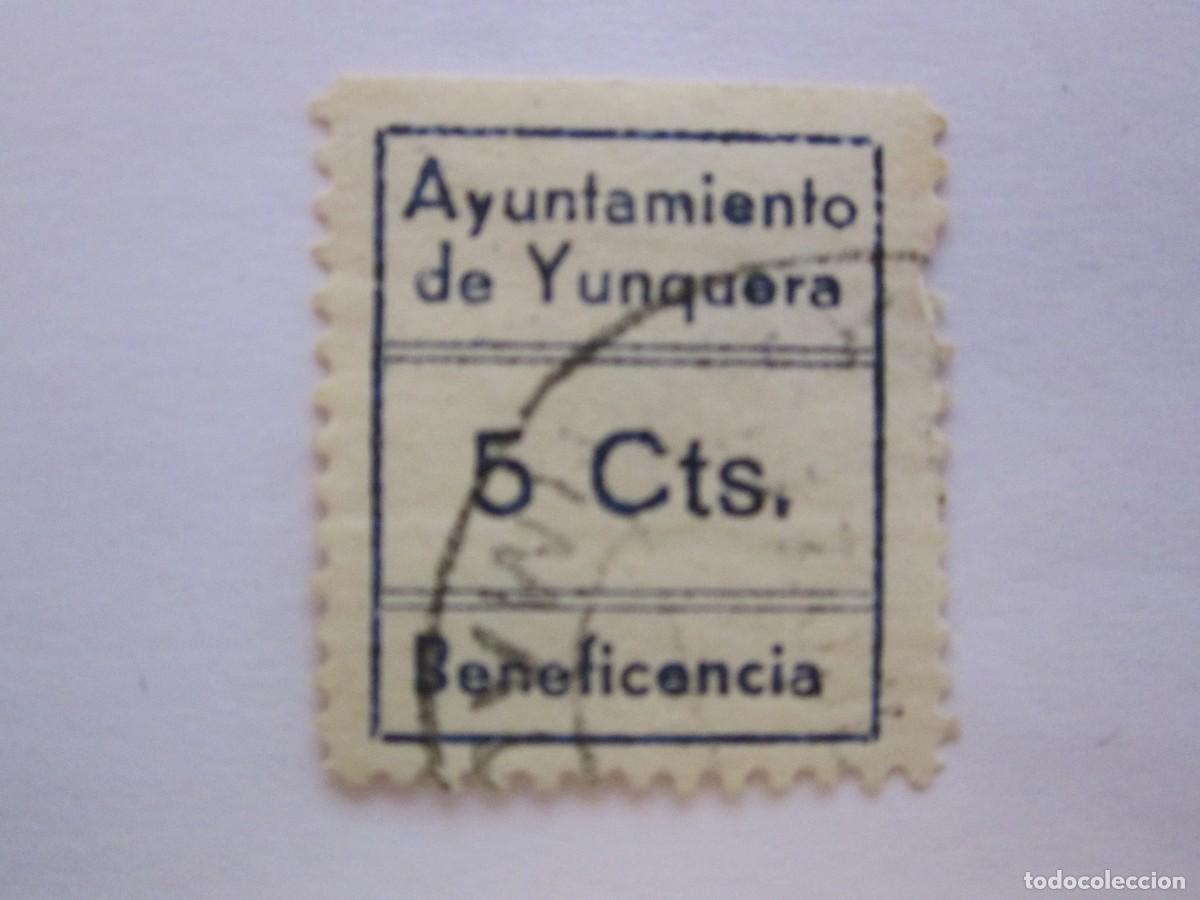 Ayuntamiento
de Yunquera
5 Cts.
Beneficencia
todocoleccion